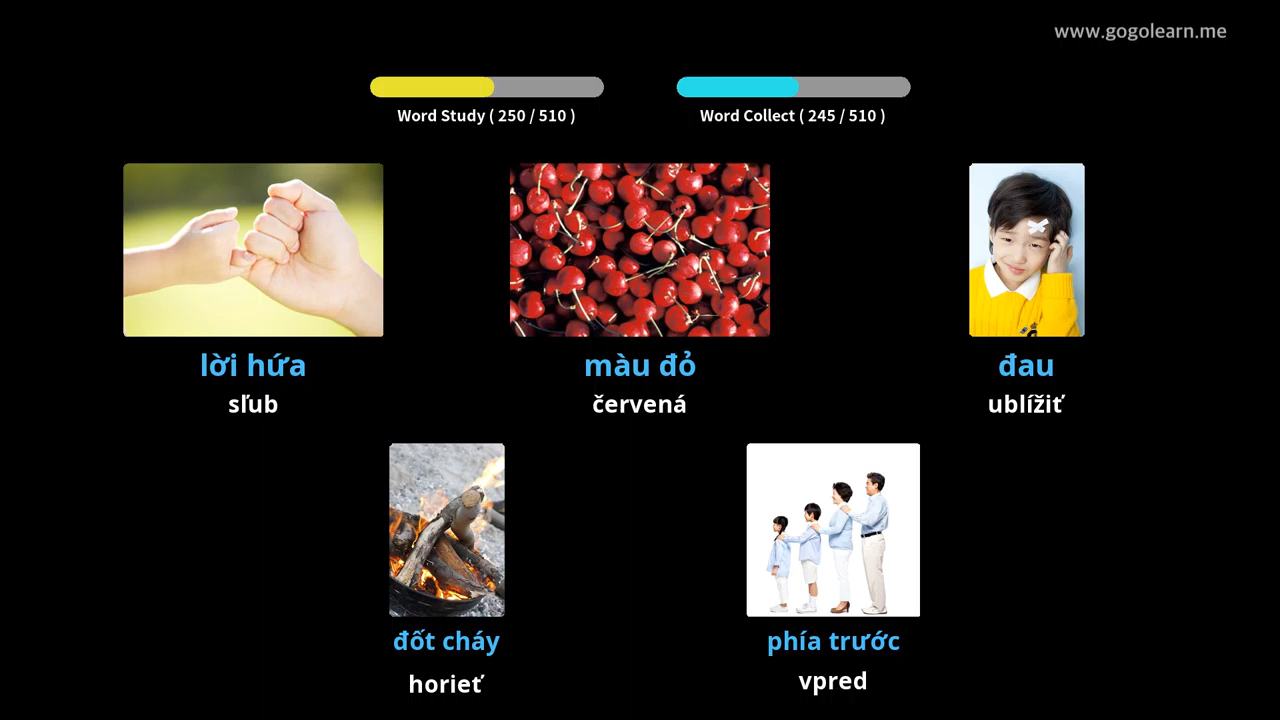 www.gogolearn.me
Word Study ( 250 / 510 )
Word Collect ( 245 / 510 )
lời hứa
màu đỏ
đau
sľub
červená
ublížiť
đốt cháy
phía trước
horieť
vpred